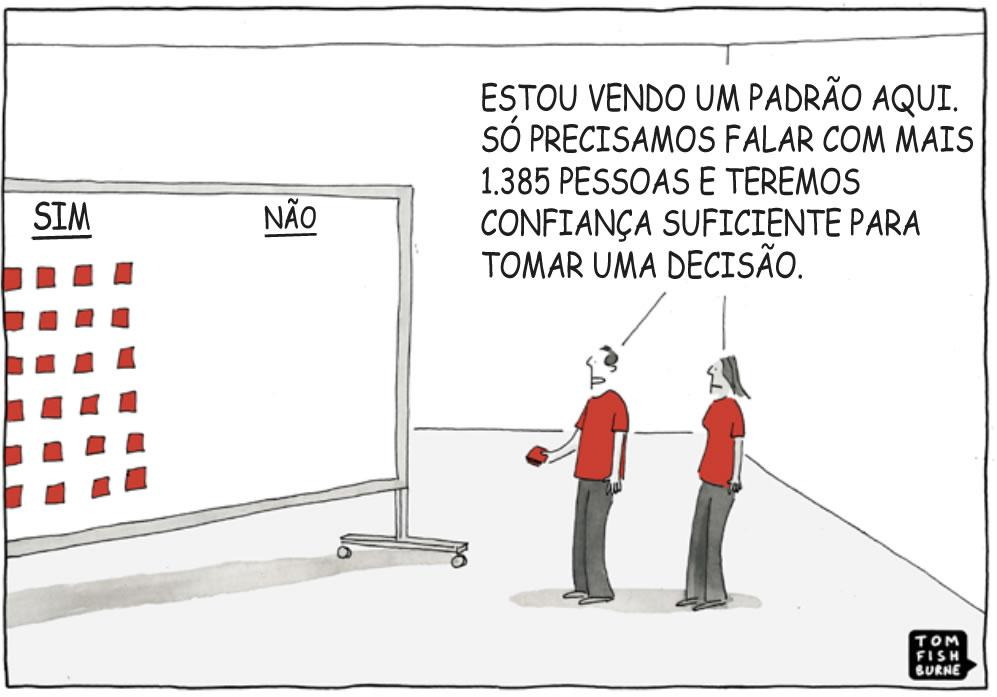 ESTOU VENDO UM PADRÃO AQUI.
SÓ PRECISAMOS FALAR COM MAIS
1.385 PESSOAS E TEREMOS
CONFIANÇA SUFICIENTE PARA
TOMAR UMA DECISÃO.
SIM
NÃO
TOM
FISH
BURNE